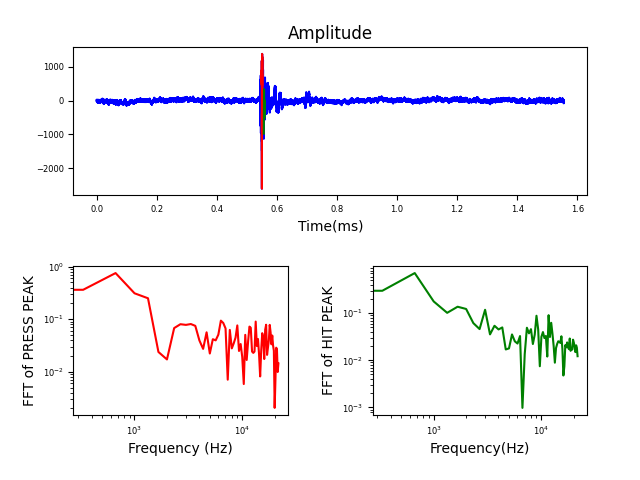 Amplitude
1000
0
−1000
−2000
0.0 0.2 0.4 0.6 0.8 1.0 1.2 1.4 1.6
Time(ms)
FFT of PRESS PEAK
10⁰
10⁻¹
10⁻²
10³ 10⁴
Frequency (Hz)
FFT of HIT PEAK
10⁻¹
10⁻²
10⁻³
10³ 10⁴
Frequency(Hz)